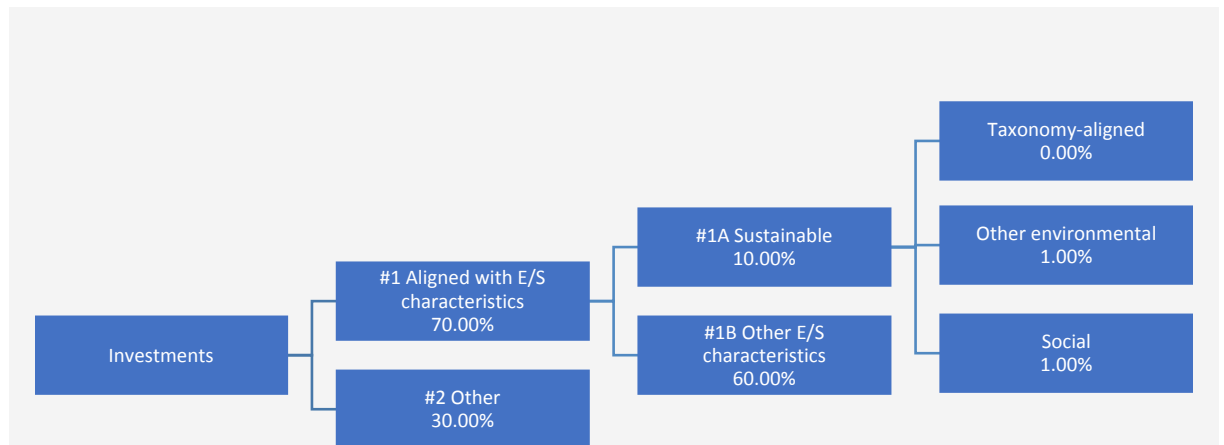 Investments
#1 Aligned with E/S
characteristics
70.00%
#2 Other
30.00%
#1A Sustainable
10.00%
#1B Other E/S
characteristics
60.00%
Taxonomy-aligned
0.00%
Other environmental
1.00%
Social
1.00%